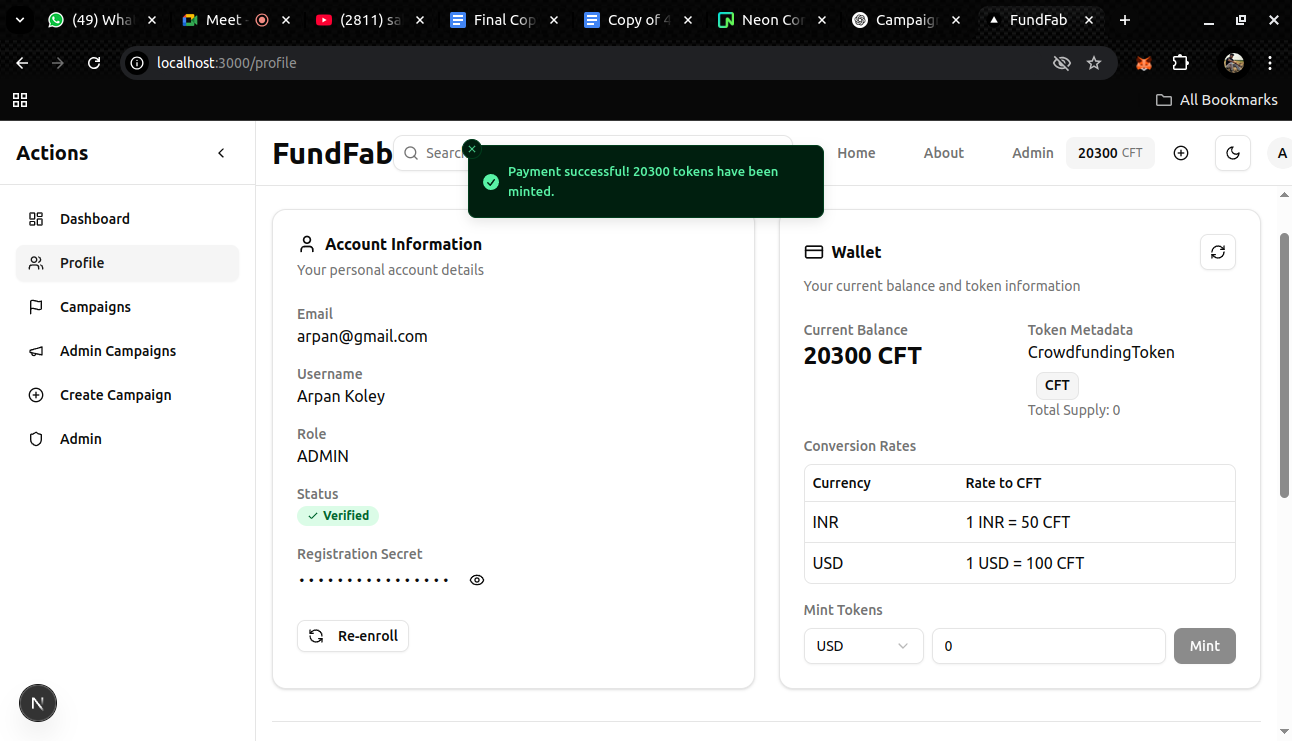 (49) Wha
Meet -
(2811) sa
Final Cop
Copy of 4
Neon Con
Campaign
FundFab
localhost:3000/profile
All Bookmarks
Actions
FundFab
Searc
Home
About
Admin
20300 CFT
A
Payment successful! 20300 tokens have been
minted.
Dashboard
Profile
Campaigns
Admin Campaigns
Create Campaign
Admin
Account Information
Your personal account details
Email
arpan@gmail.com
Username
Arpan Koley
Role
ADMIN
Status
Verified
Registration Secret
••••••••••••••••
Re-enroll
Wallet
Your current balance and token information
Current Balance
20300 CFT
Token Metadata
CrowdfundingToken
CFT
Total Supply: 0
Conversion Rates
Currency Rate to CFT
INR 1 INR = 50 CFT
USD 1 USD = 100 CFT
Mint Tokens
USD 0 Mint
N